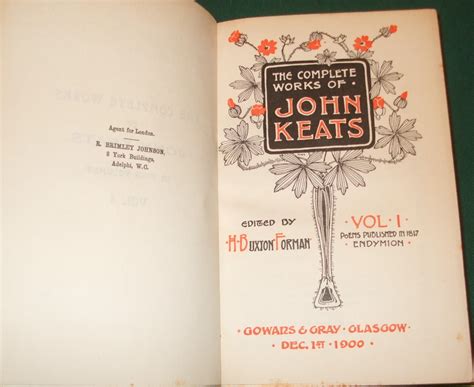 Agent for London.
R. BRIMLEY JOHNSON,
8 York Buildings,
Adelphi, W.C.
THE COMPLETE
WORKS OF
JOHN
KEATS
EDITED BY
H·BUXTON FORMAN
VOL·I
POEMS PUBLISHED IN 1817
ENDYMION
·GOWANS & GRAY·GLASGOW·
·DEC. 1ST 1900·